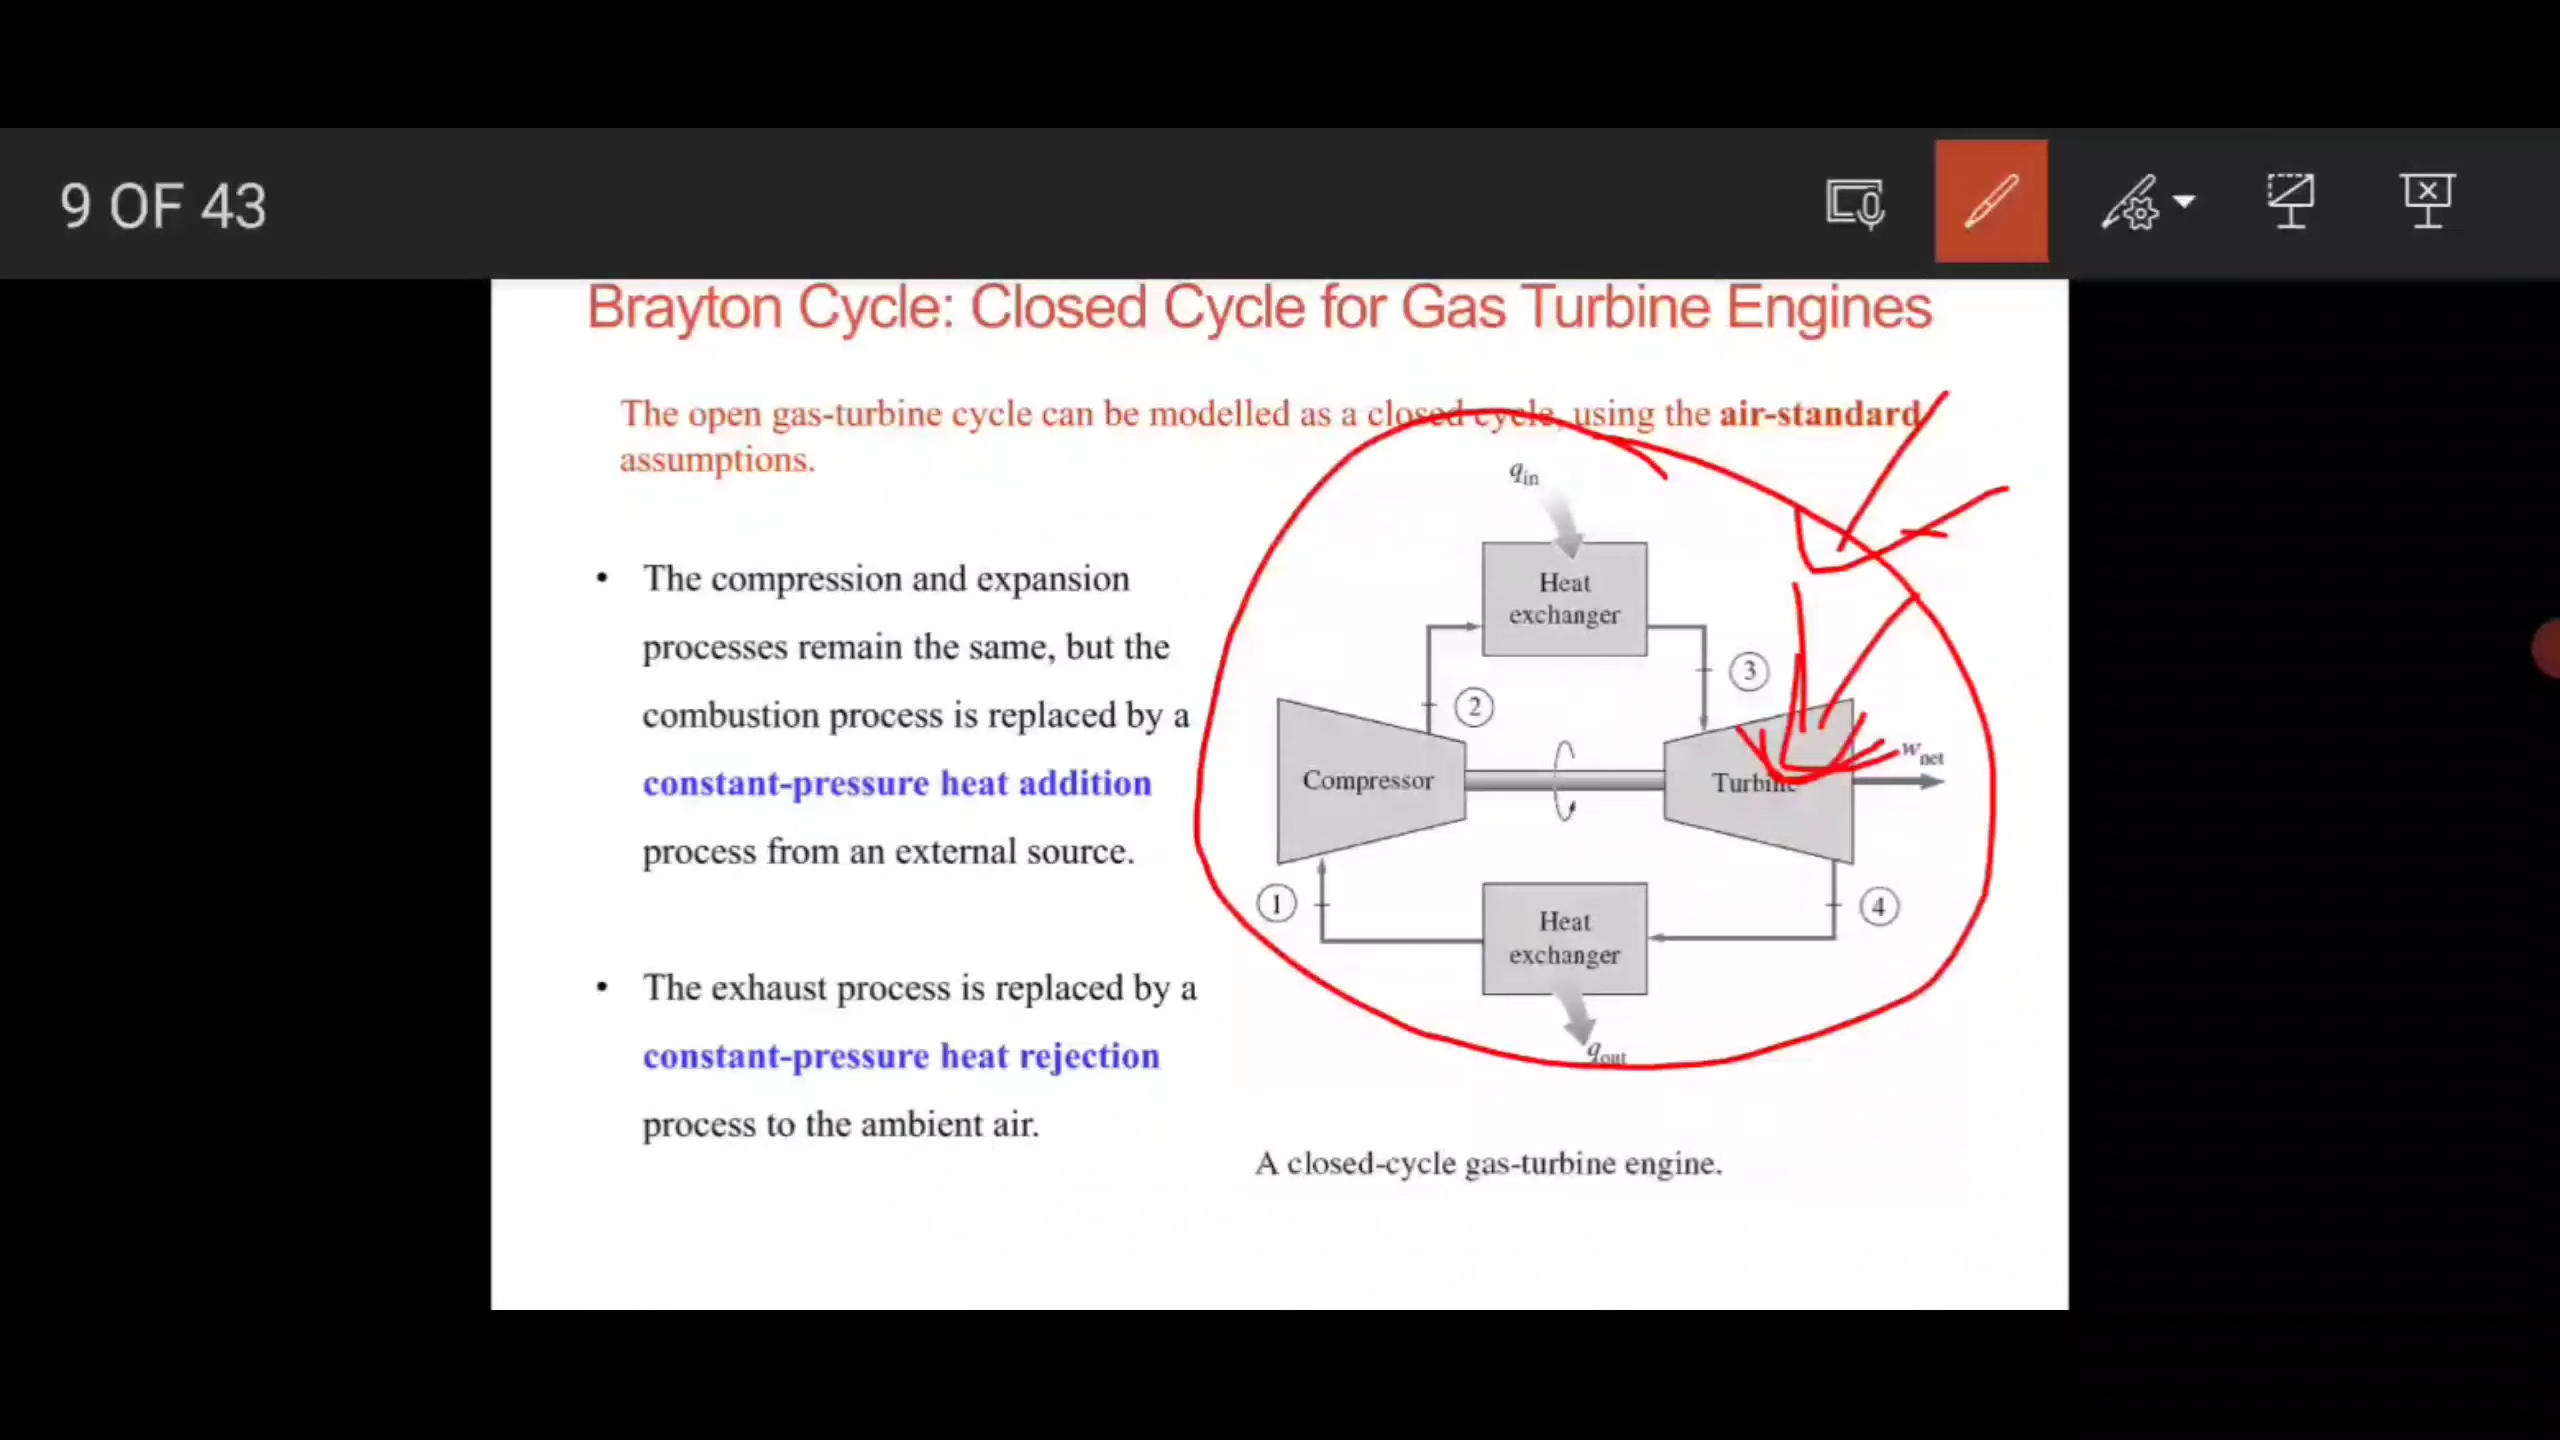 9 OF 43
Brayton Cycle: Closed Cycle for Gas Turbine Engines
The open gas-turbine cycle can be modelled as a closed cycle, using the air-standard
assumptions.
• The compression and expansion
processes remain the same, but the
combustion process is replaced by a
constant-pressure heat addition
process from an external source.
• The exhaust process is replaced by a
constant-pressure heat rejection
process to the ambient air.
qin
Heat
exchanger
3
2
Compressor
Turbine
wnet
1
Heat
exchanger
4
qout
A closed-cycle gas-turbine engine.